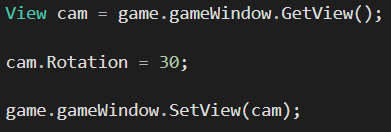 View cam = game.gameWindow.GetView();
cam.Rotation = 30;
game.gameWindow.SetView(cam);